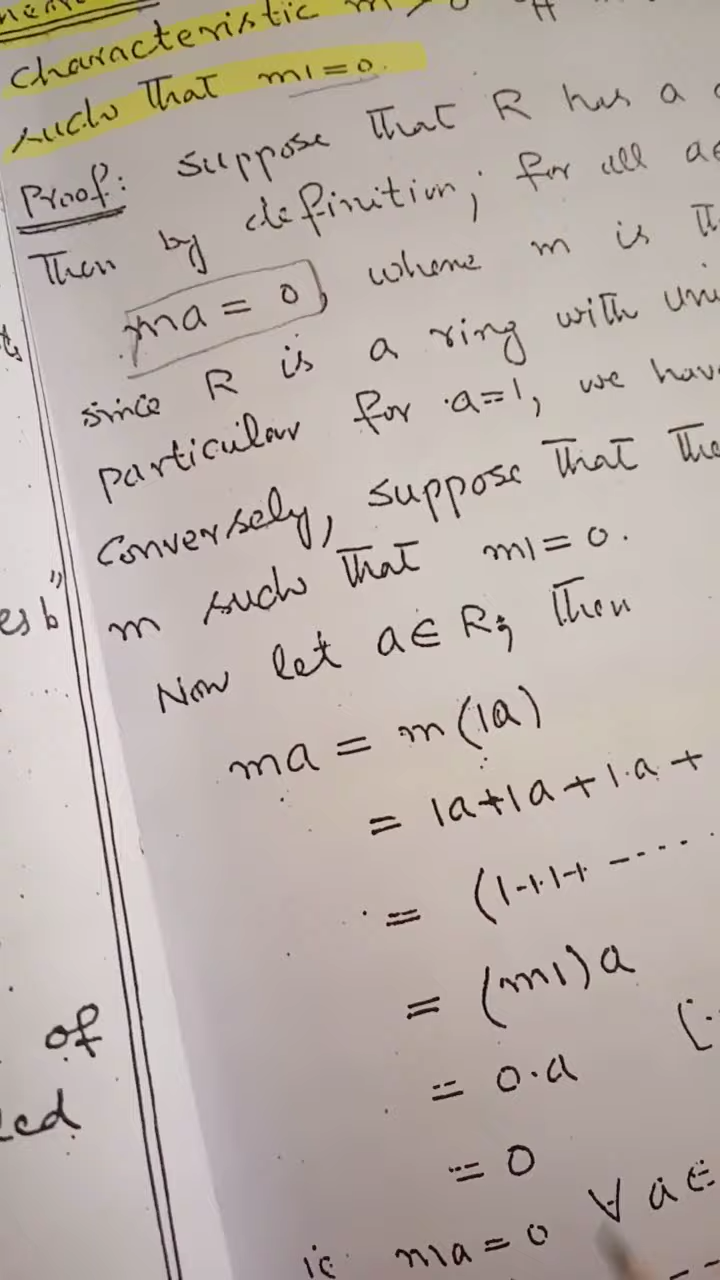 Characteristic m > 0
such that m1=0.
Proof: suppose that R has a
Then by definition; for all
ma = 0, where m is
since R is a ring with
particular for a=1, we
Conversely, suppose that
m such that m1=0.
Now let a∈R; Then
ma = m(1a)
= 1a+1a+1.a+
= (1+1+1+ -----
= (m1)a
= 0.a [∵
= 0
ie ma=0 ∀ a∈
es b"
of